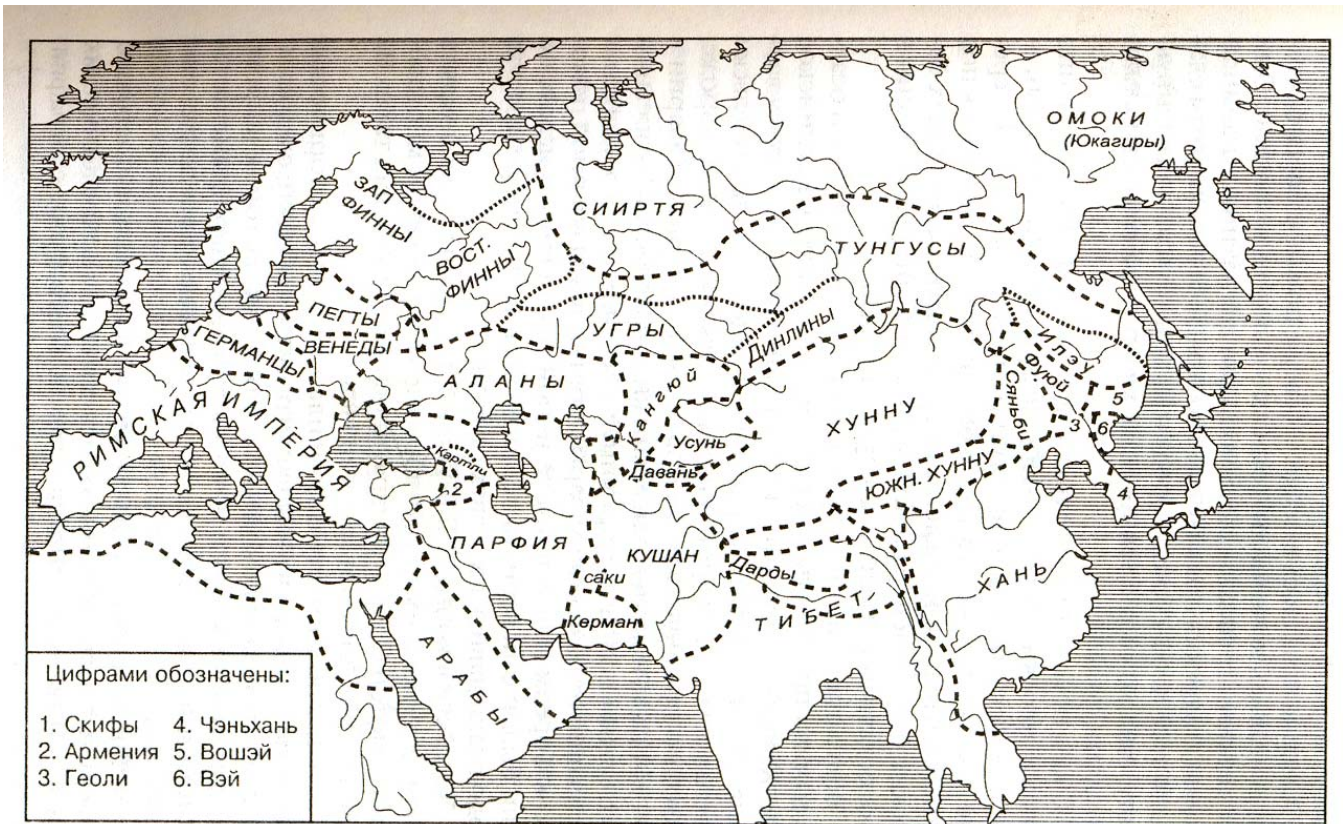 ОМОКИ
(Юкагиры)
ЗАП
ФИННЫ
СИИРТЯ
ВОСТ.
ФИННЫ
ТУНГУСЫ
ПЕГТЫ
УГРЫ
ДИНЛИНЫ
ИЛЭУ
ГЕРМАНЦЫ
ВЕНЕДЫ
Фуюй
АЛАНЫ
Кангюй
Сяньби
5
РИМСКАЯ ИМПЕРИЯ
ХУННУ
3
6
Усунь
Картли
Давань
2
ЮЖН. ХУННУ
4
ПАРФИЯ
КУШАН
Дарды
ХАНЬ
саки
Керман
ТИБЕТ
АРАБЫ
Цифрами обозначены:
1. Скифы 4. Чэньхань
2. Армения 5. Вошэй
3. Геоли 6. Вэй